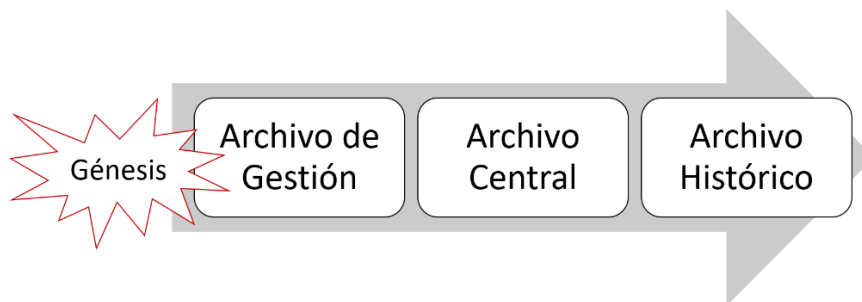 Génesis
Archivo de
Gestión
Archivo
Central
Archivo
Histórico